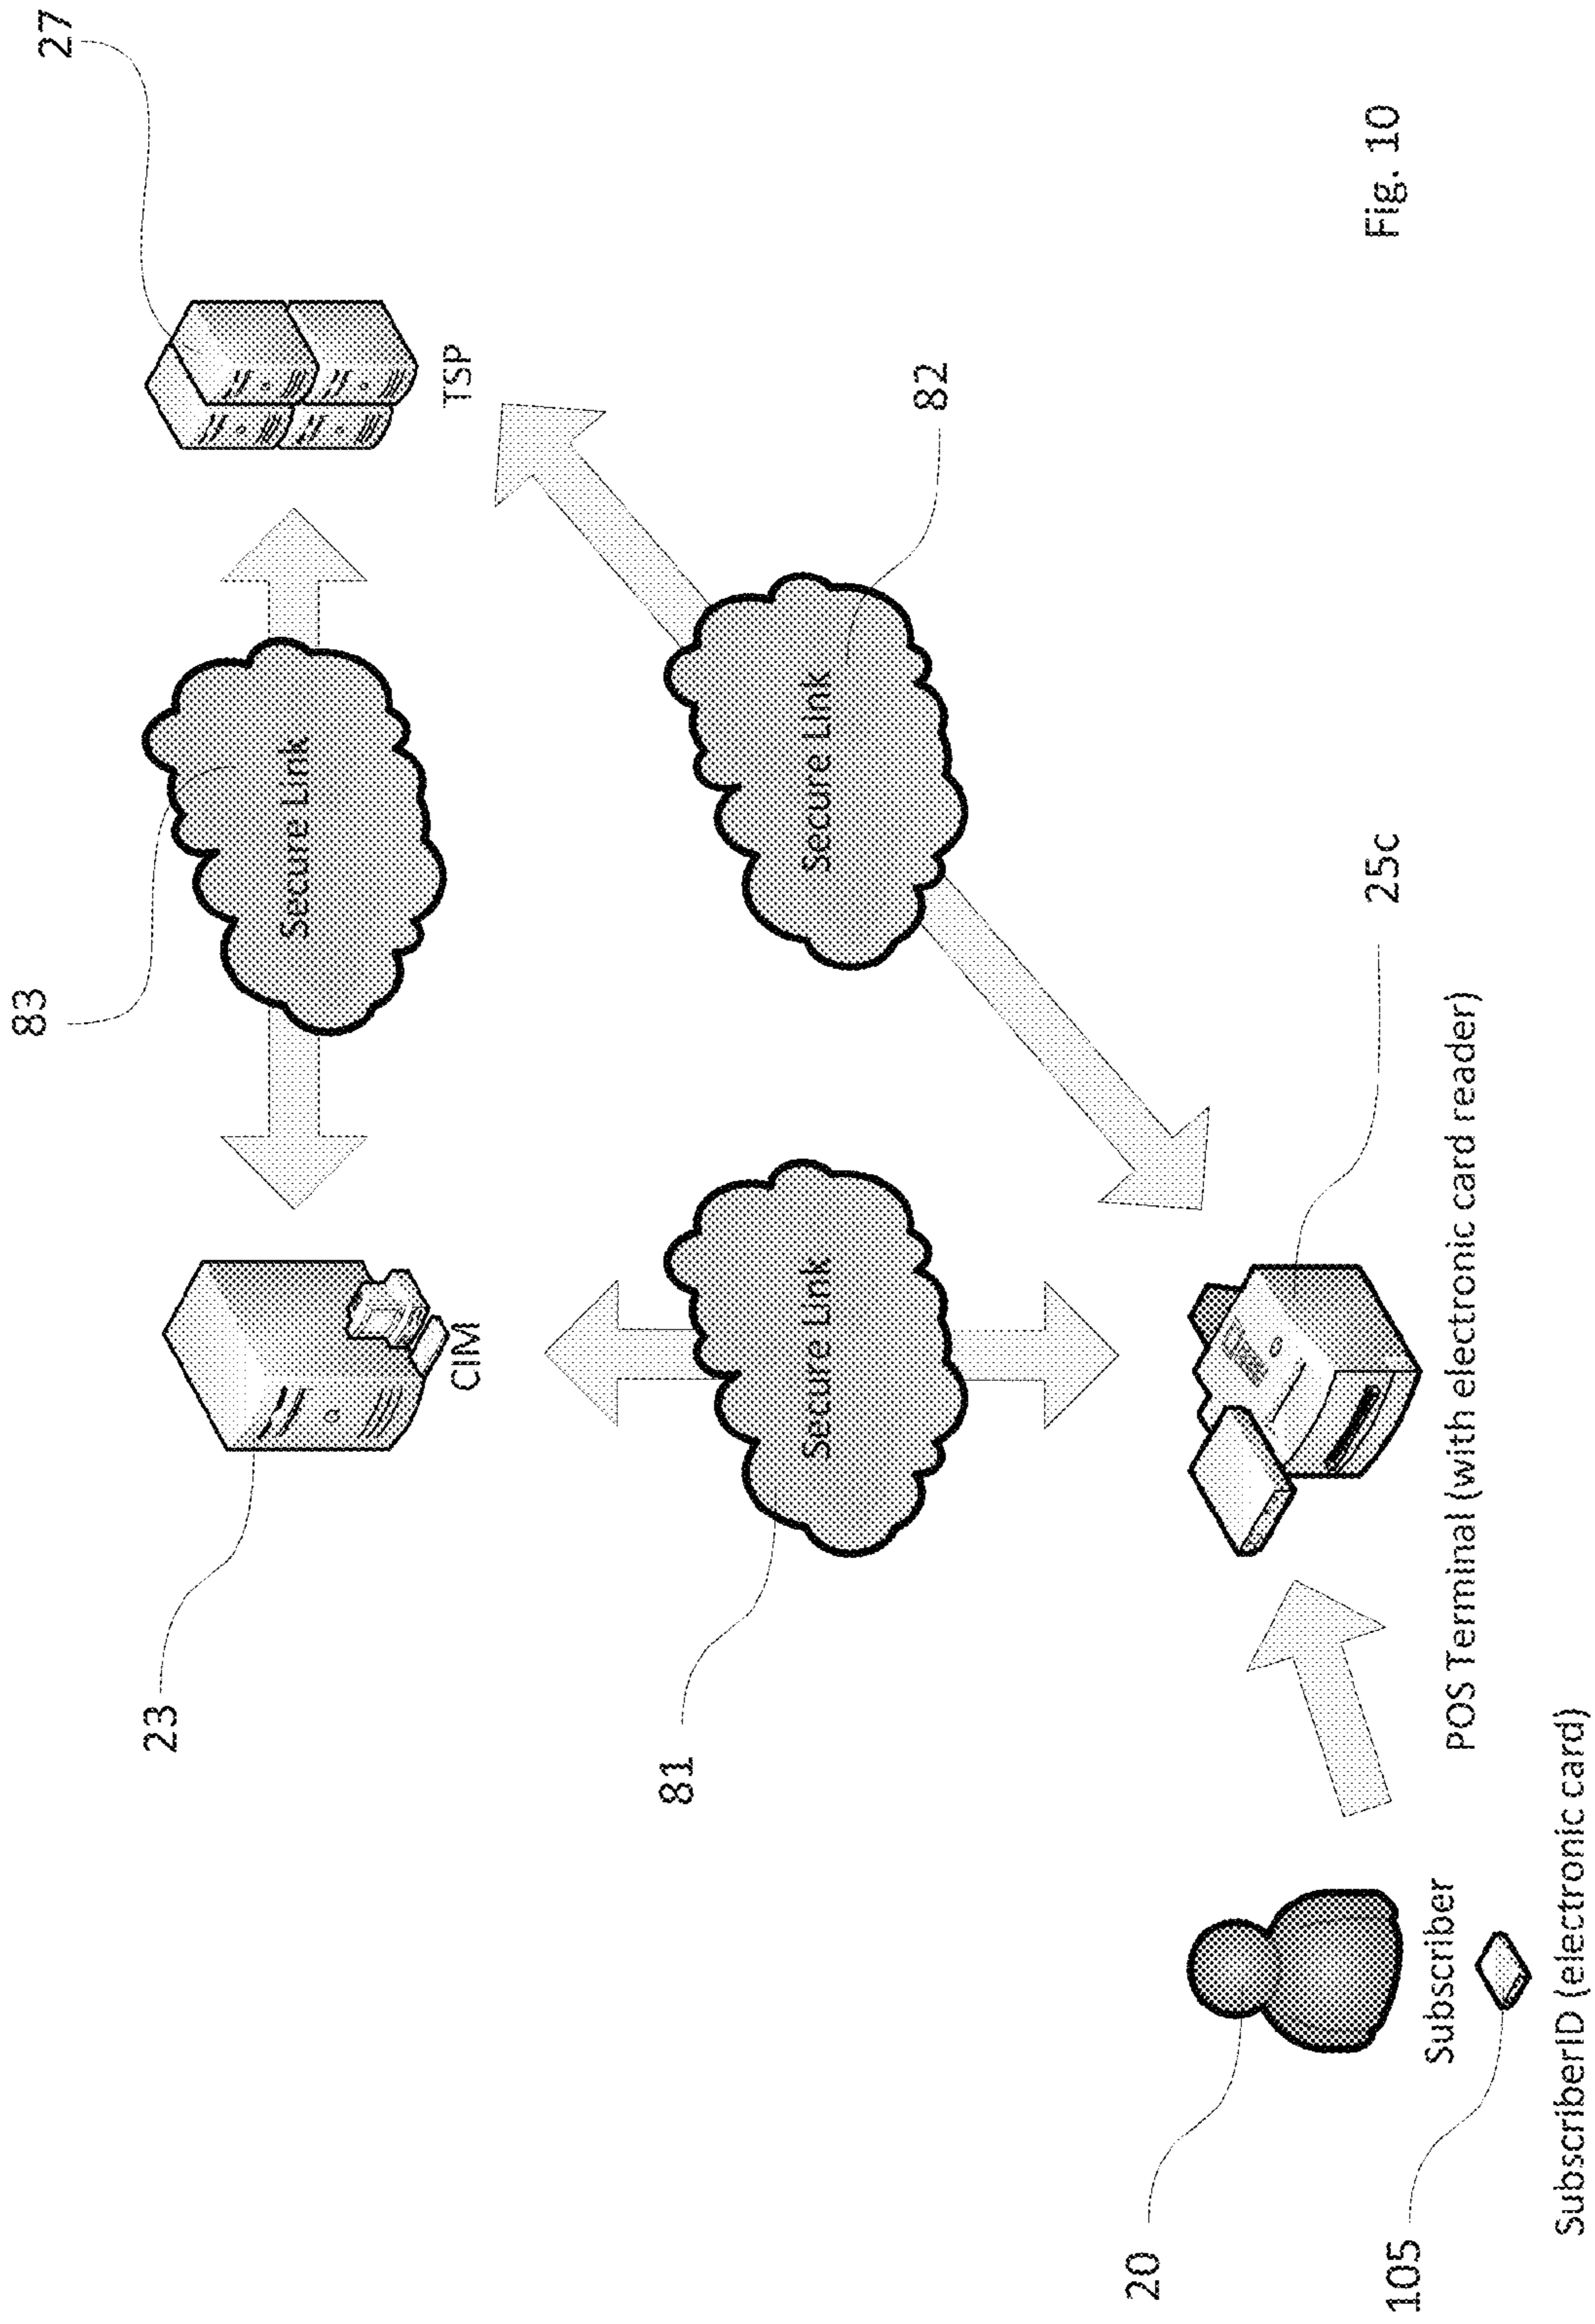 83
27
Secure Link
23
CIM
TSP
81
Secure Link
Secure Link
82
20
Subscriber
105
SubscriberID (electronic card)
POS Terminal (with electronic card reader)
25c
Fig. 10